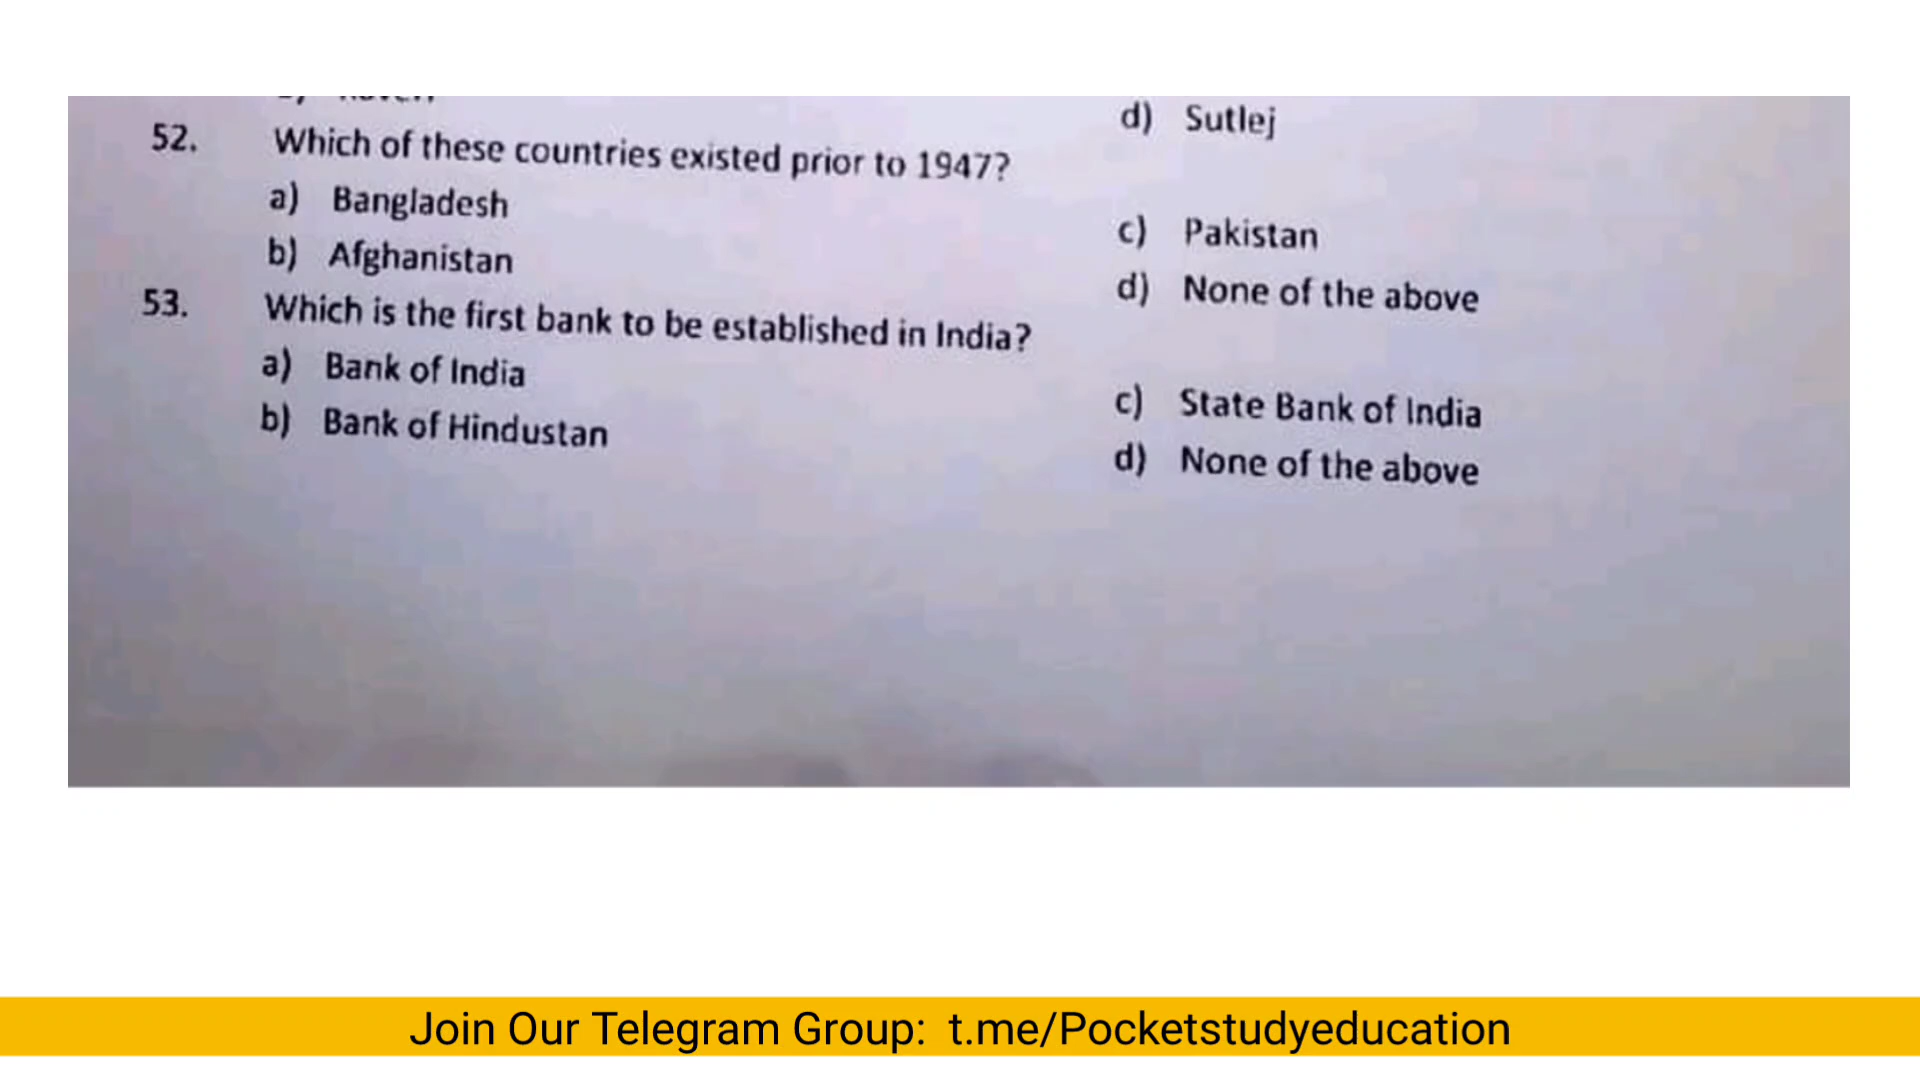 d) Sutlej
52. Which of these countries existed prior to 1947?
a) Bangladesh
b) Afghanistan
c) Pakistan
d) None of the above
53. Which is the first bank to be established in India?
a) Bank of India
b) Bank of Hindustan
c) State Bank of India
d) None of the above
Join Our Telegram Group: t.me/Pocketstudyeducation